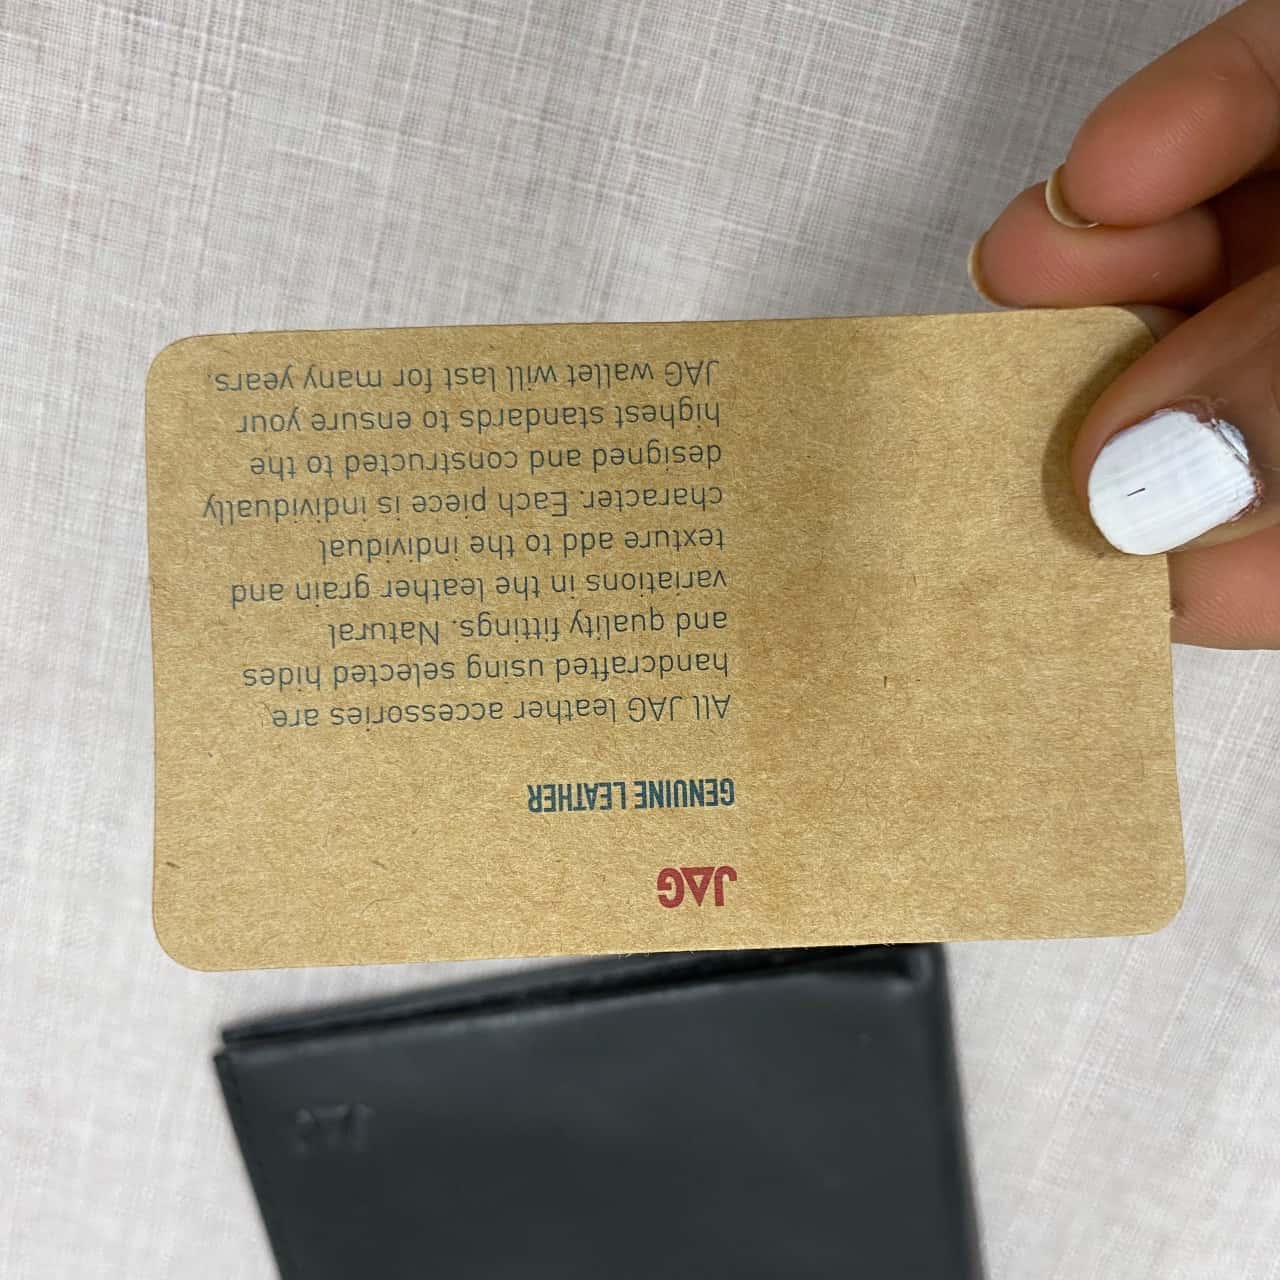 JAG
GENUINE LEATHER
All JAG leather accessories are
handcrafted using selected hides
and quality fittings. Natural
variations in the leather grain and
texture add to the individual
character. Each piece is individually
designed and constructed to the
highest standards to ensure your
JAG wallet will last for many years.
JAG